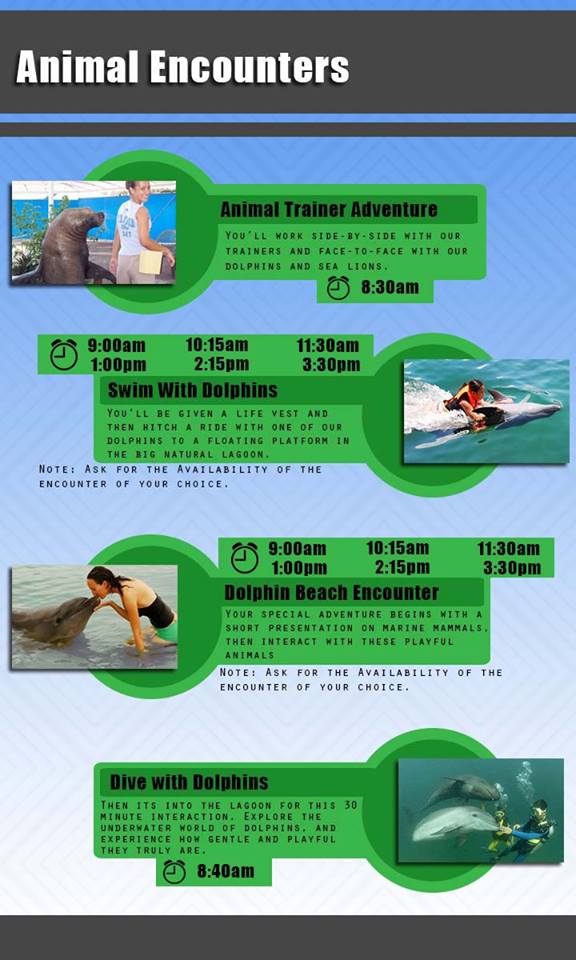 Animal Encounters
Animal Trainer Adventure
You'll work side-by-side with our
trainers and face-to-face with our
dolphins and sea lions.
8:30am
9:00am 10:15am 11:30am
1:00pm 2:15pm 3:30pm
Swim With Dolphins
You'll be given a life vest and
then hitch a ride with one of our
dolphins to a floating platform in
the big natural lagoon.
Note: Ask for the Availability of the
encounter of your choice.
9:00am 10:15am 11:30am
1:00pm 2:15pm 3:30pm
Dolphin Beach Encounter
Your special adventure begins with a
short presentation on marine mammals,
then interact with these playful
animals
Note: Ask for the Availability of the
encounter of your choice.
Dive with Dolphins
Then its into the lagoon for this 30
minute interaction. Explore the
underwater world of dolphins, and
experience how gentle and playful
they truly are.
8:40am